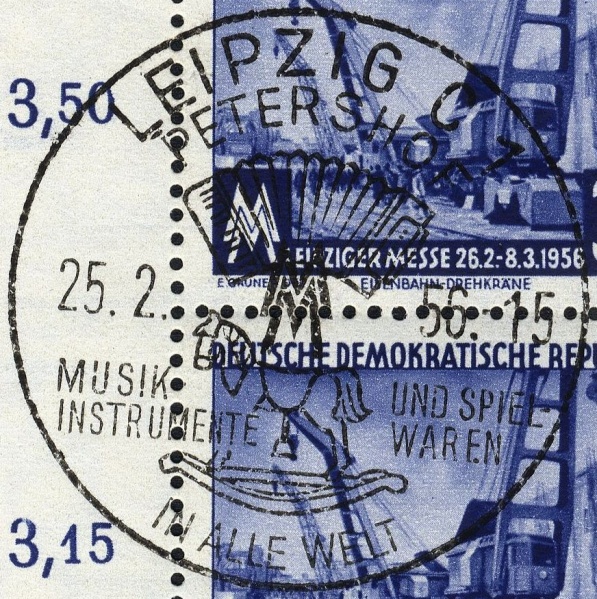 3,50
LEIPZIG C 1
PETERSHOF
M
LEIPZIGER MESSE 26.2.-8.3.1956
EISENBAHN-DREHKRÄNE
M
25. 2. 56.-15
DEUTSCHE DEMOKRATISCHE REPU
MUSIK
INSTRUMENTE
UND SPIEL-
WAREN
IN ALLE WELT
3,15